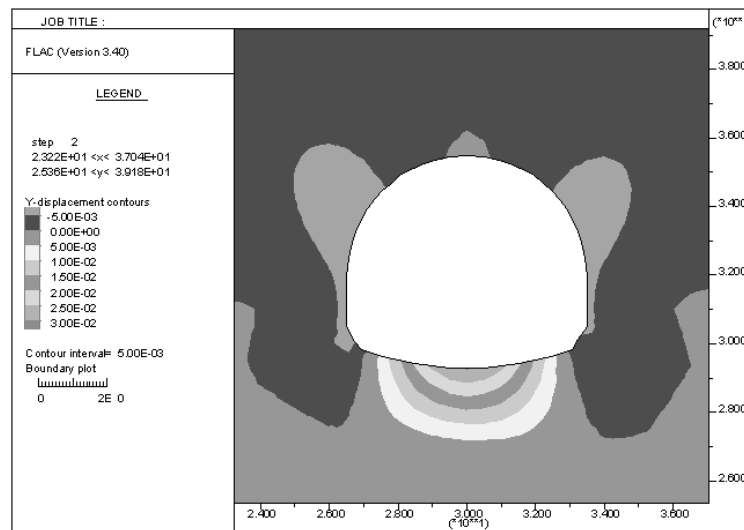 JOB TITLE :
(*10**
FLAC (Version 3.40)
LEGEND
step 2
2.322E+01 <x< 3.704E+01
2.536E+01 <y< 3.918E+01
Y-displacement contours
-5.00E-03
0.00E+00
5.00E-03
1.00E-02
1.50E-02
2.00E-02
2.50E-02
3.00E-02
Contour interval= 5.00E-03
Boundary plot
0 2E 0
3.800
3.600
3.400
3.200
3.000
2.800
2.600
2.400 2.600 2.800 3.000 3.200 3.400 3.600
(*10**1)